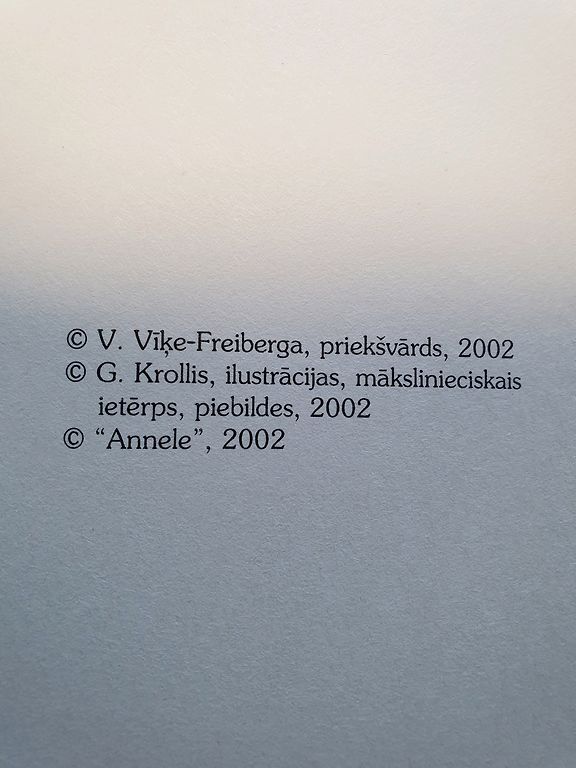 © V. Vīķe-Freiberga, priekšvārds, 2002
© G. Krollis, ilustrācijas, mākslinieciskais
ietērps, piebildes, 2002
© “Annele”, 2002